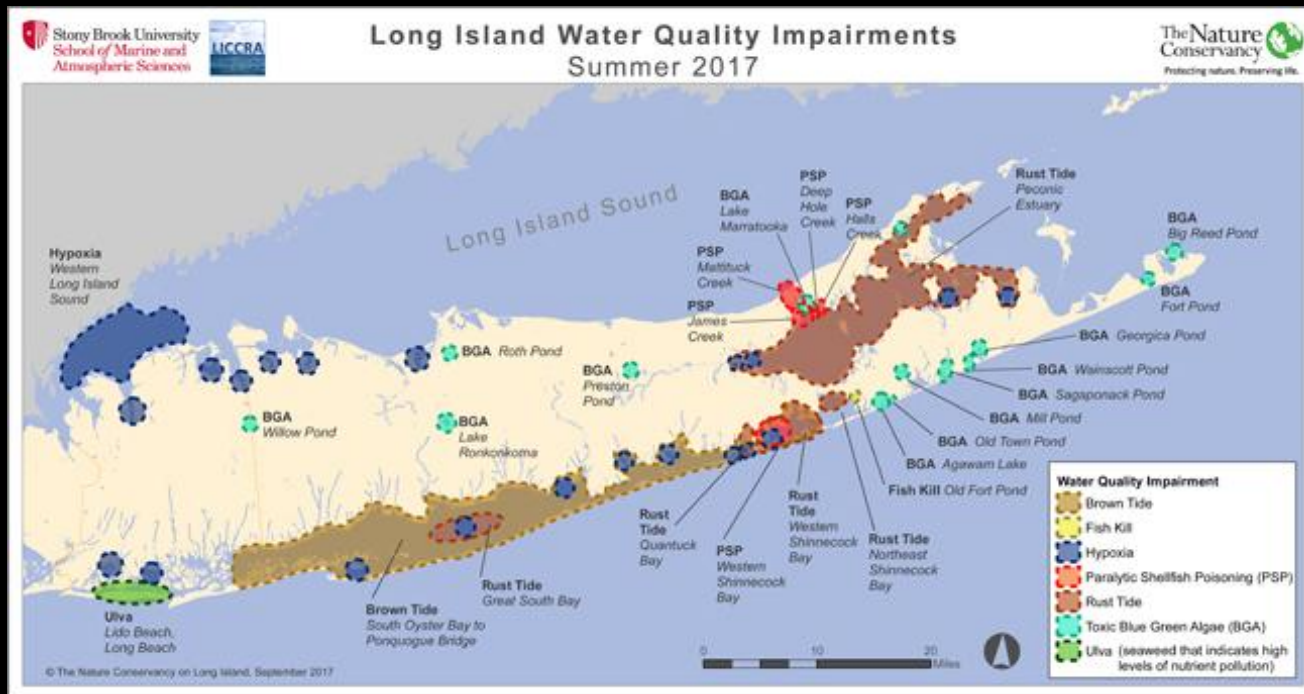 Stony Brook University
School of Marine and
Atmospheric Sciences
LICCRA
Long Island Water Quality Impairments
Summer 2017
The Nature
Conservancy
Protecting nature. Preserving life.
Long Island Sound
Hypoxia
Western
Long Island
Sound
BGA
Lake
Marratooka
PSP
Deep
Hole
Creek
PSP
Halls
Creek
Rust Tide
Peconic
Estuary
BGA
Big Reed Pond
PSP
Mattituck
Creek
BGA
Fort Pond
PSP
James
Creek
BGA Roth Pond
BGA
Preston
Pond
BGA Georgica Pond
BGA Wainscott Pond
BGA Sagaponack Pond
BGA Mill Pond
BGA Old Town Pond
BGA Agawam Lake
Fish Kill Old Fort Pond
BGA
Willow Pond
BGA
Lake
Ronkonkoma
Rust
Tide
Quantuck
Bay
PSP
Western
Shinnecock
Bay
Rust
Tide
Western
Shinnecock
Bay
Rust Tide
Northeast
Shinnecock
Bay
Rust Tide
Great South Bay
Brown Tide
South Oyster Bay to
Ponquogue Bridge
Ulva
Lido Beach,
Long Beach
Water Quality Impairment
Brown Tide
Fish Kill
Hypoxia
Paralytic Shellfish Poisoning (PSP)
Rust Tide
Toxic Blue Green Algae (BGA)
Ulva (seaweed that indicates high
levels of nutrient pollution)
0 10 20
Miles
© The Nature Conservancy on Long Island, September 2017